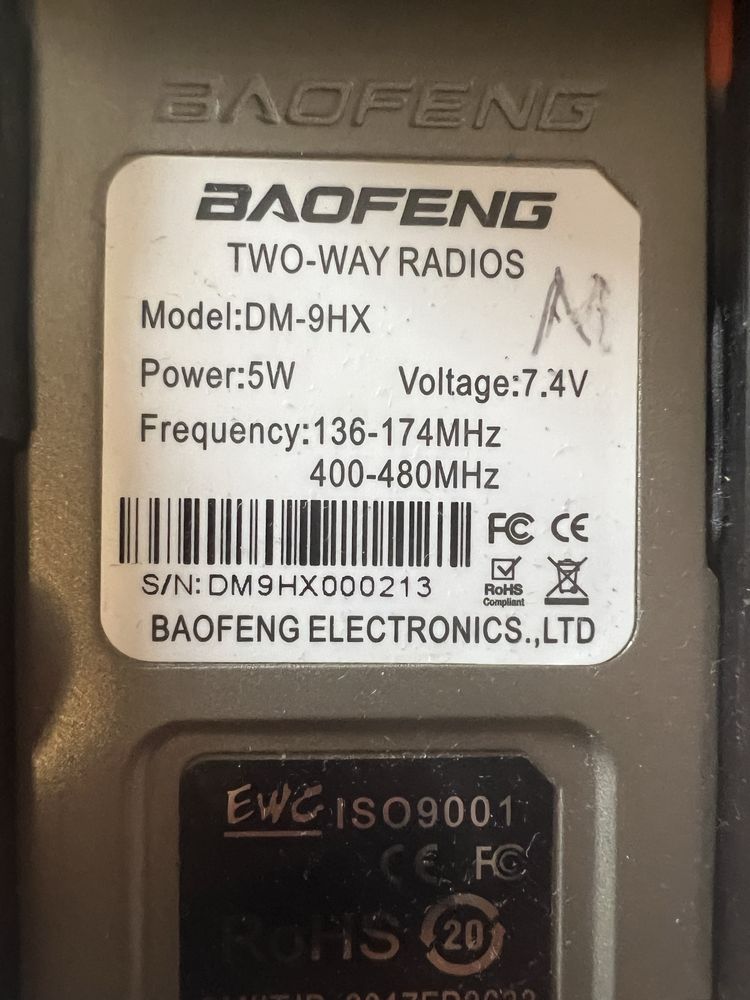 BAOFENG
BAOFENG
TWO-WAY RADIOS
Model:DM-9HX
Power:5W Voltage:7.4V
Frequency:136-174MHz
400-480MHz
FC CE
S/N:DM9HX000213
RoHS
Compliant
BAOFENG ELECTRONICS.,LTD
EWC ISO9001
CE FC
RoHS 20